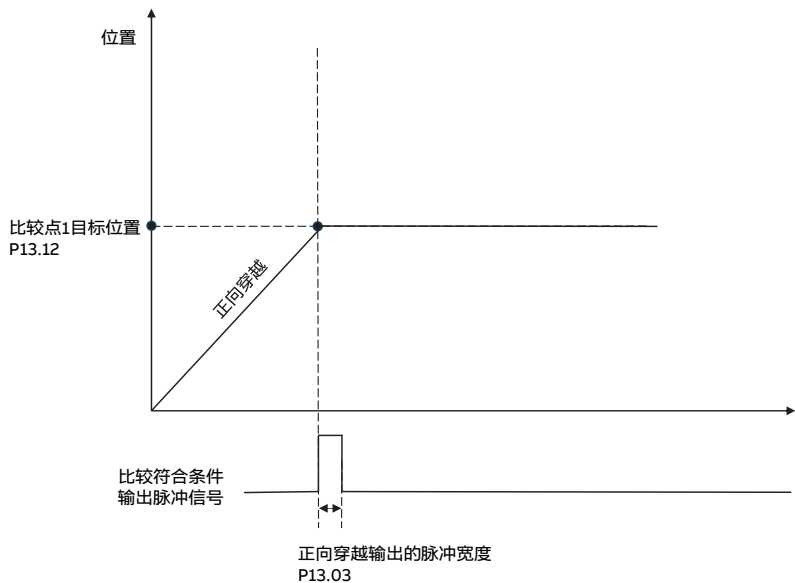 位置
比较点1目标位置
P13.12
正向穿越
比较符合条件
输出脉冲信号
正向穿越输出的脉冲宽度
P13.03